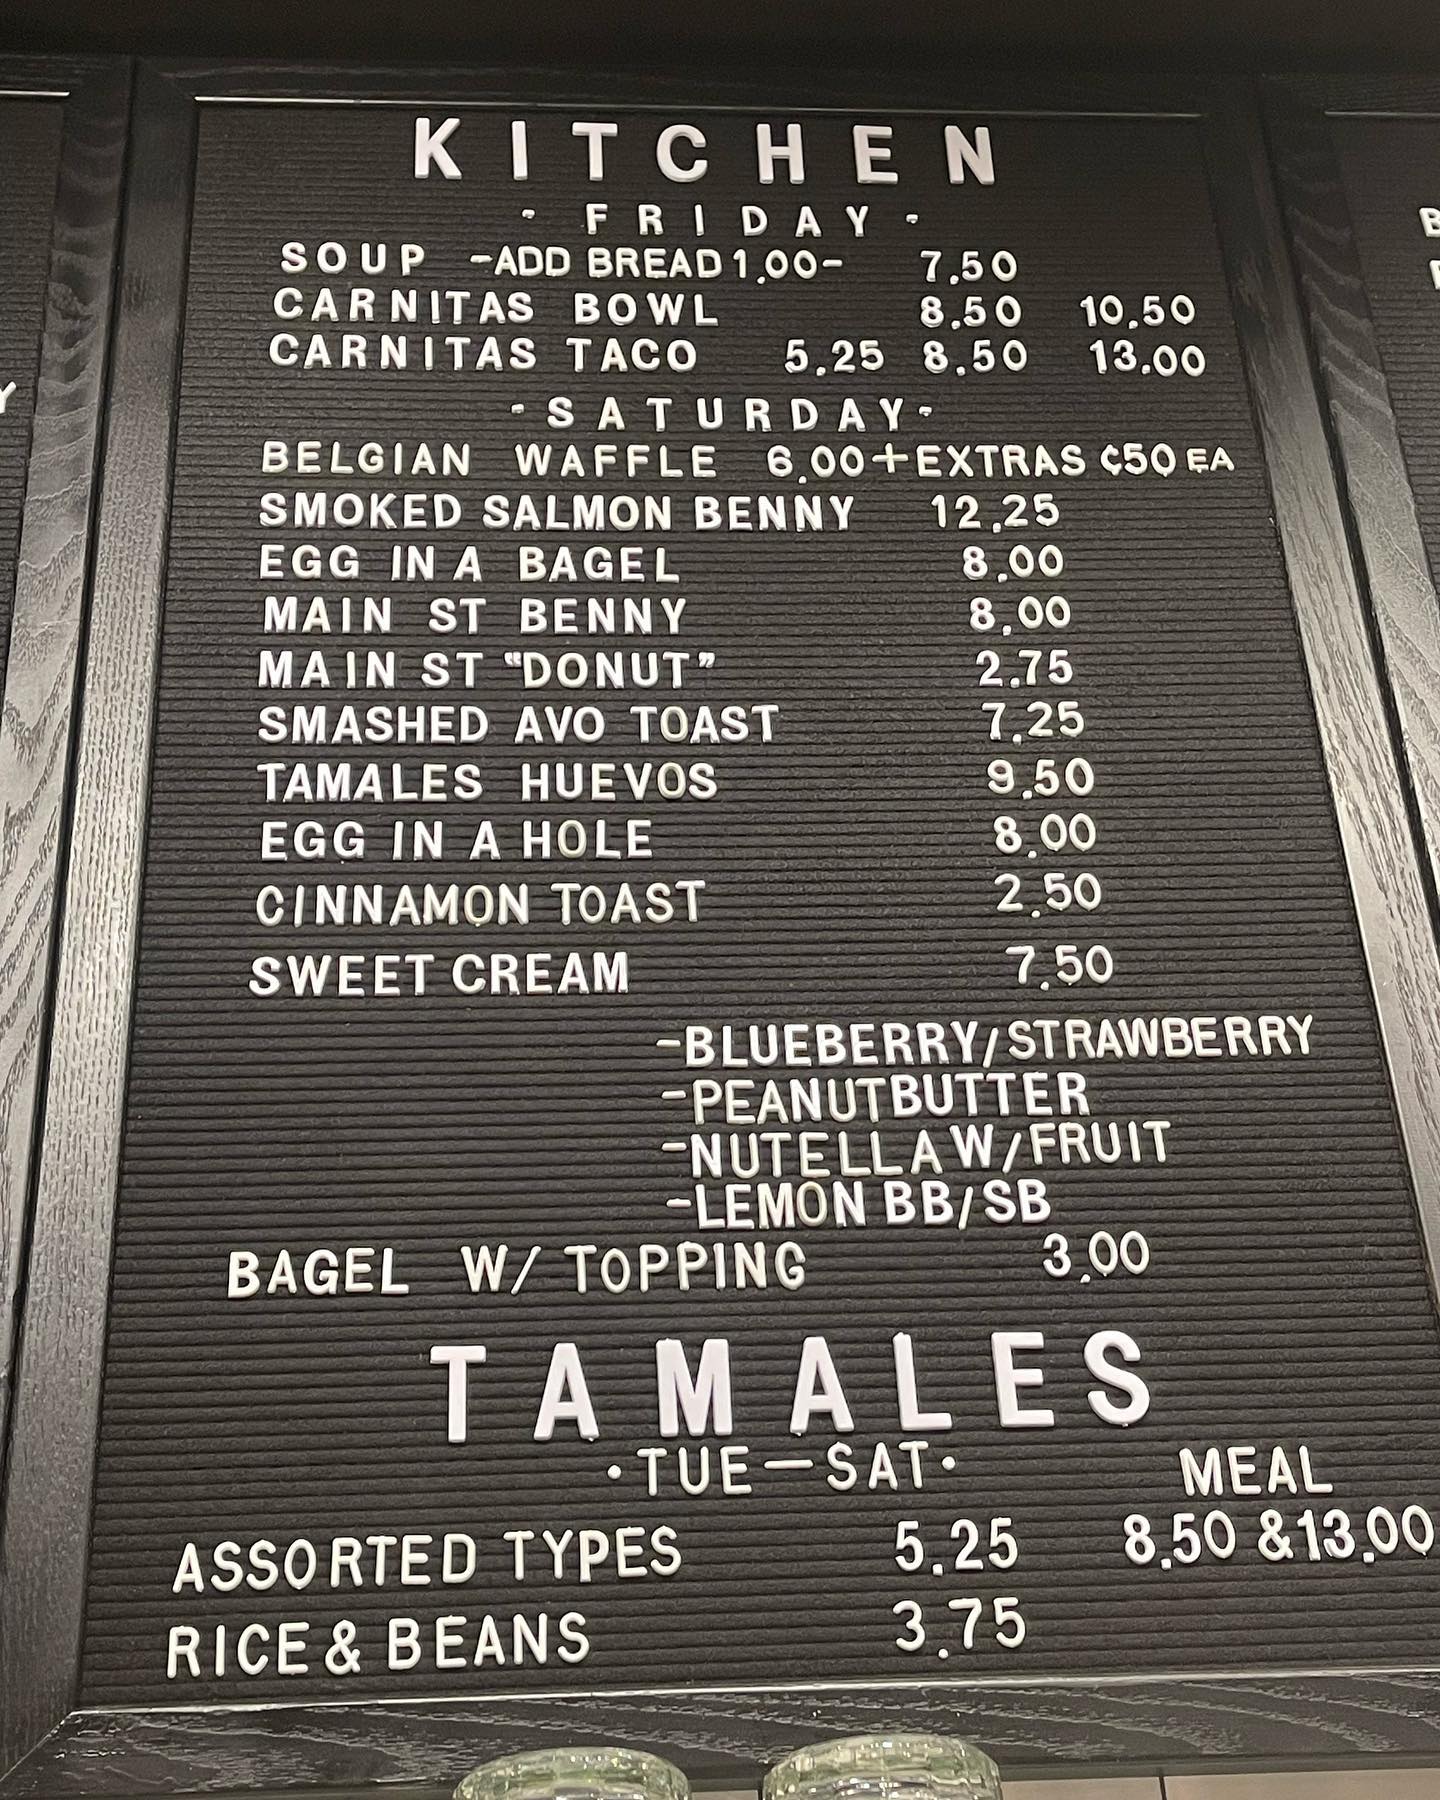 KITCHEN
- FRIDAY -
SOUP -ADD BREAD 1.00- 7.50
CARNITAS BOWL 8.50 10.50
CARNITAS TACO 5.25 8.50 13.00
-SATURDAY-
BELGIAN WAFFLE 6.00+EXTRAS ¢50 EA
SMOKED SALMON BENNY 12.25
EGG IN A BAGEL 8.00
MAIN ST BENNY 8.00
MAIN ST "DONUT" 2.75
SMASHED AVO TOAST 7.25
TAMALES HUEVOS 9.50
EGG IN A HOLE 8.00
CINNAMON TOAST 2.50
SWEET CREAM 7.50
-BLUEBERRY/STRAWBERRY
-PEANUTBUTTER
-NUTELLA W/FRUIT
-LEMON BB/SB
BAGEL W/ TOPPING 3.00
TAMALES
•TUE—SAT• MEAL
ASSORTED TYPES 5.25 8.50 &13.00
RICE & BEANS 3.75